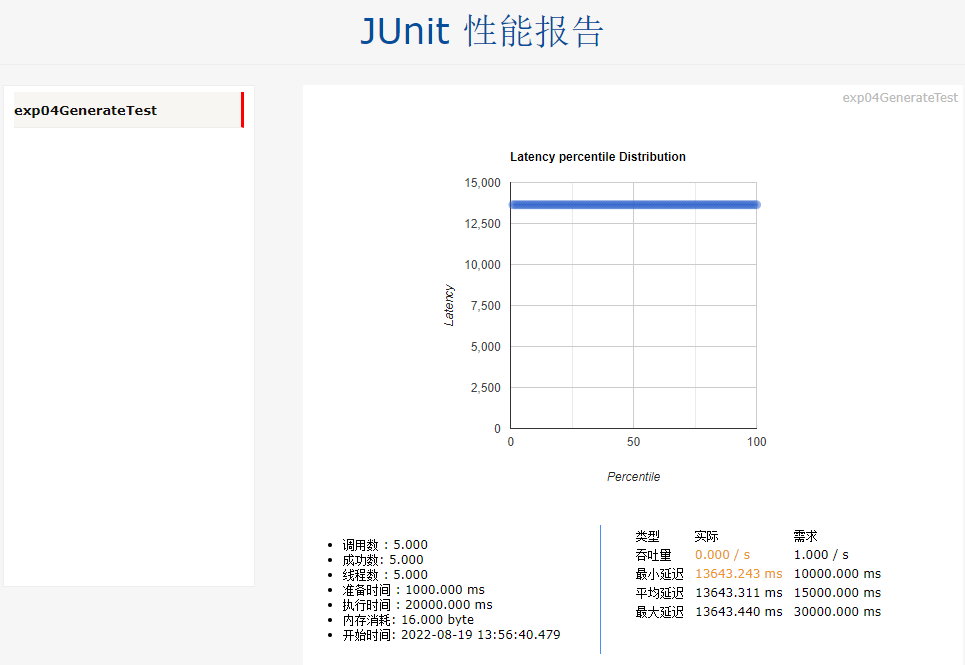 JUnit 性能报告
exp04GenerateTest
exp04GenerateTest
Latency percentile Distribution
15,000
12,500
10,000
7,500
5,000
2,500
0
Latency
0 50 100
Percentile
调用数 : 5.000
成功数: 5.000
线程数 : 5.000
准备时间 : 1000.000 ms
执行时间 : 20000.000 ms
内存消耗: 16.000 byte
开始时间: 2022-08-19 13:56:40.479
类型 实际 需求
吞吐量 0.000 / s 1.000 / s
最小延迟 13643.243 ms 10000.000 ms
平均延迟 13643.311 ms 15000.000 ms
最大延迟 13643.440 ms 30000.000 ms